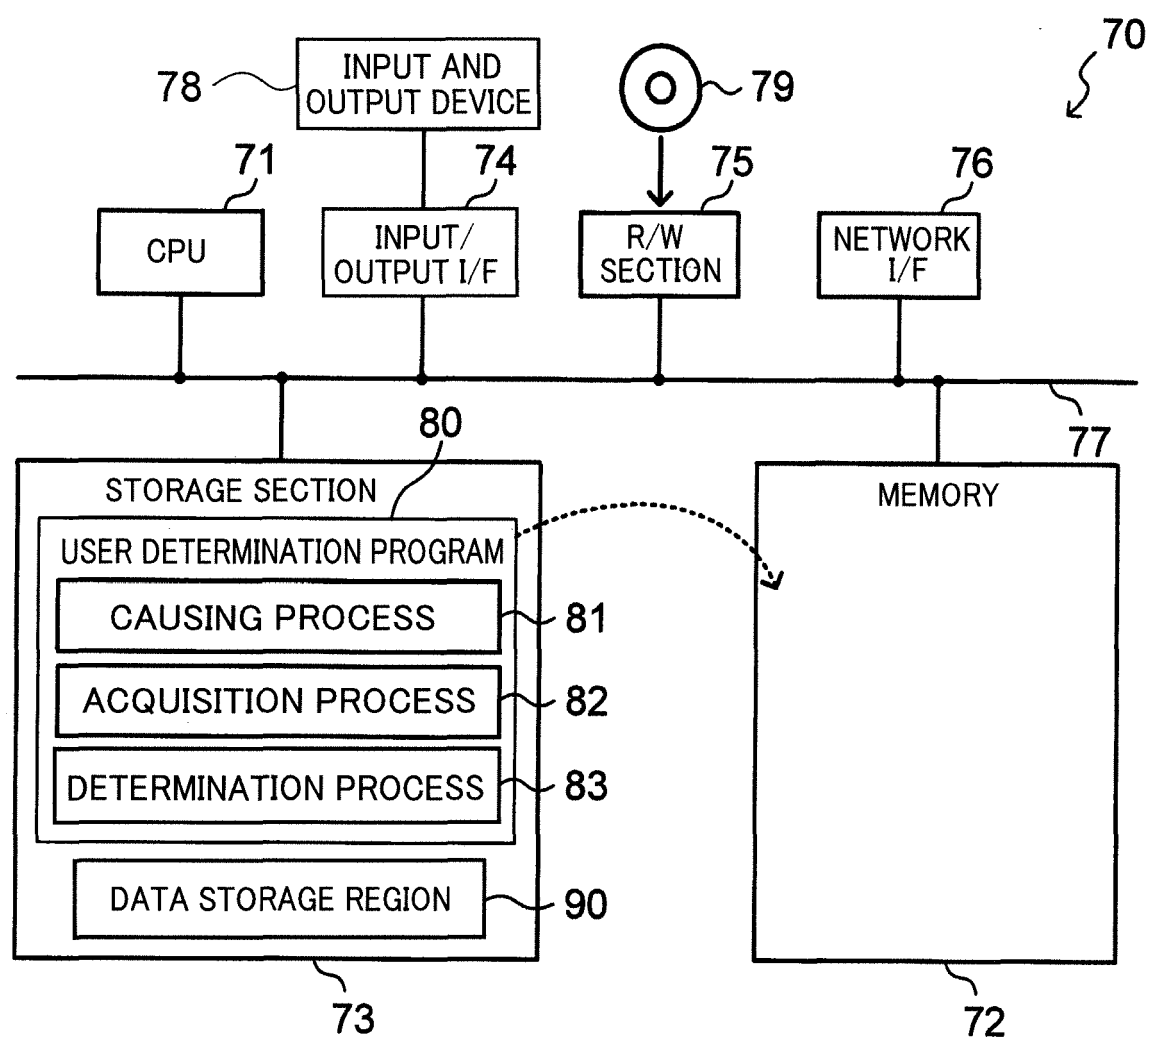 70
78
INPUT AND
OUTPUT DEVICE
79
71
74
75
76
CPU
INPUT/
OUTPUT I/F
R/W
SECTION
NETWORK
I/F
77
80
STORAGE SECTION
USER DETERMINATION PROGRAM
CAUSING PROCESS
81
ACQUISITION PROCESS
82
DETERMINATION PROCESS
83
DATA STORAGE REGION
90
73
MEMORY
72